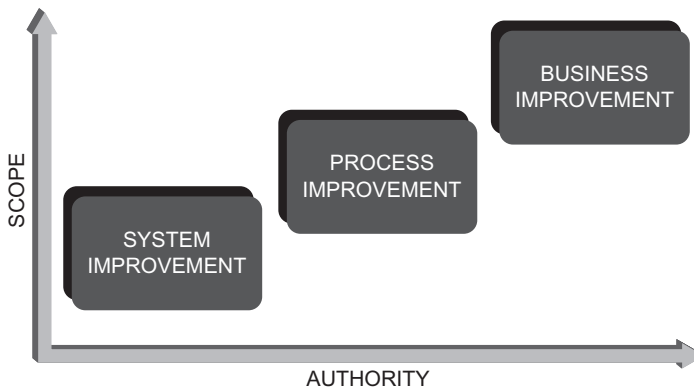 BUSINESS
IMPROVEMENT
PROCESS
IMPROVEMENT
SCOPE
SYSTEM
IMPROVEMENT
AUTHORITY